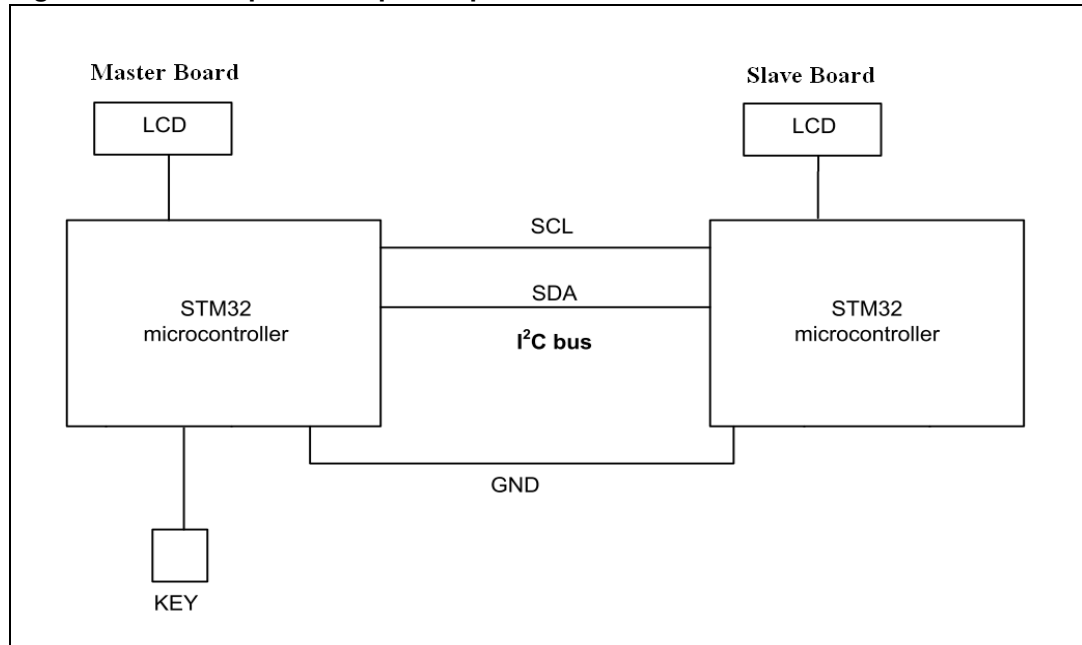 Master Board
Slave Board
LCD
LCD
SCL
STM32
microcontroller
SDA
I²C bus
STM32
microcontroller
GND
KEY